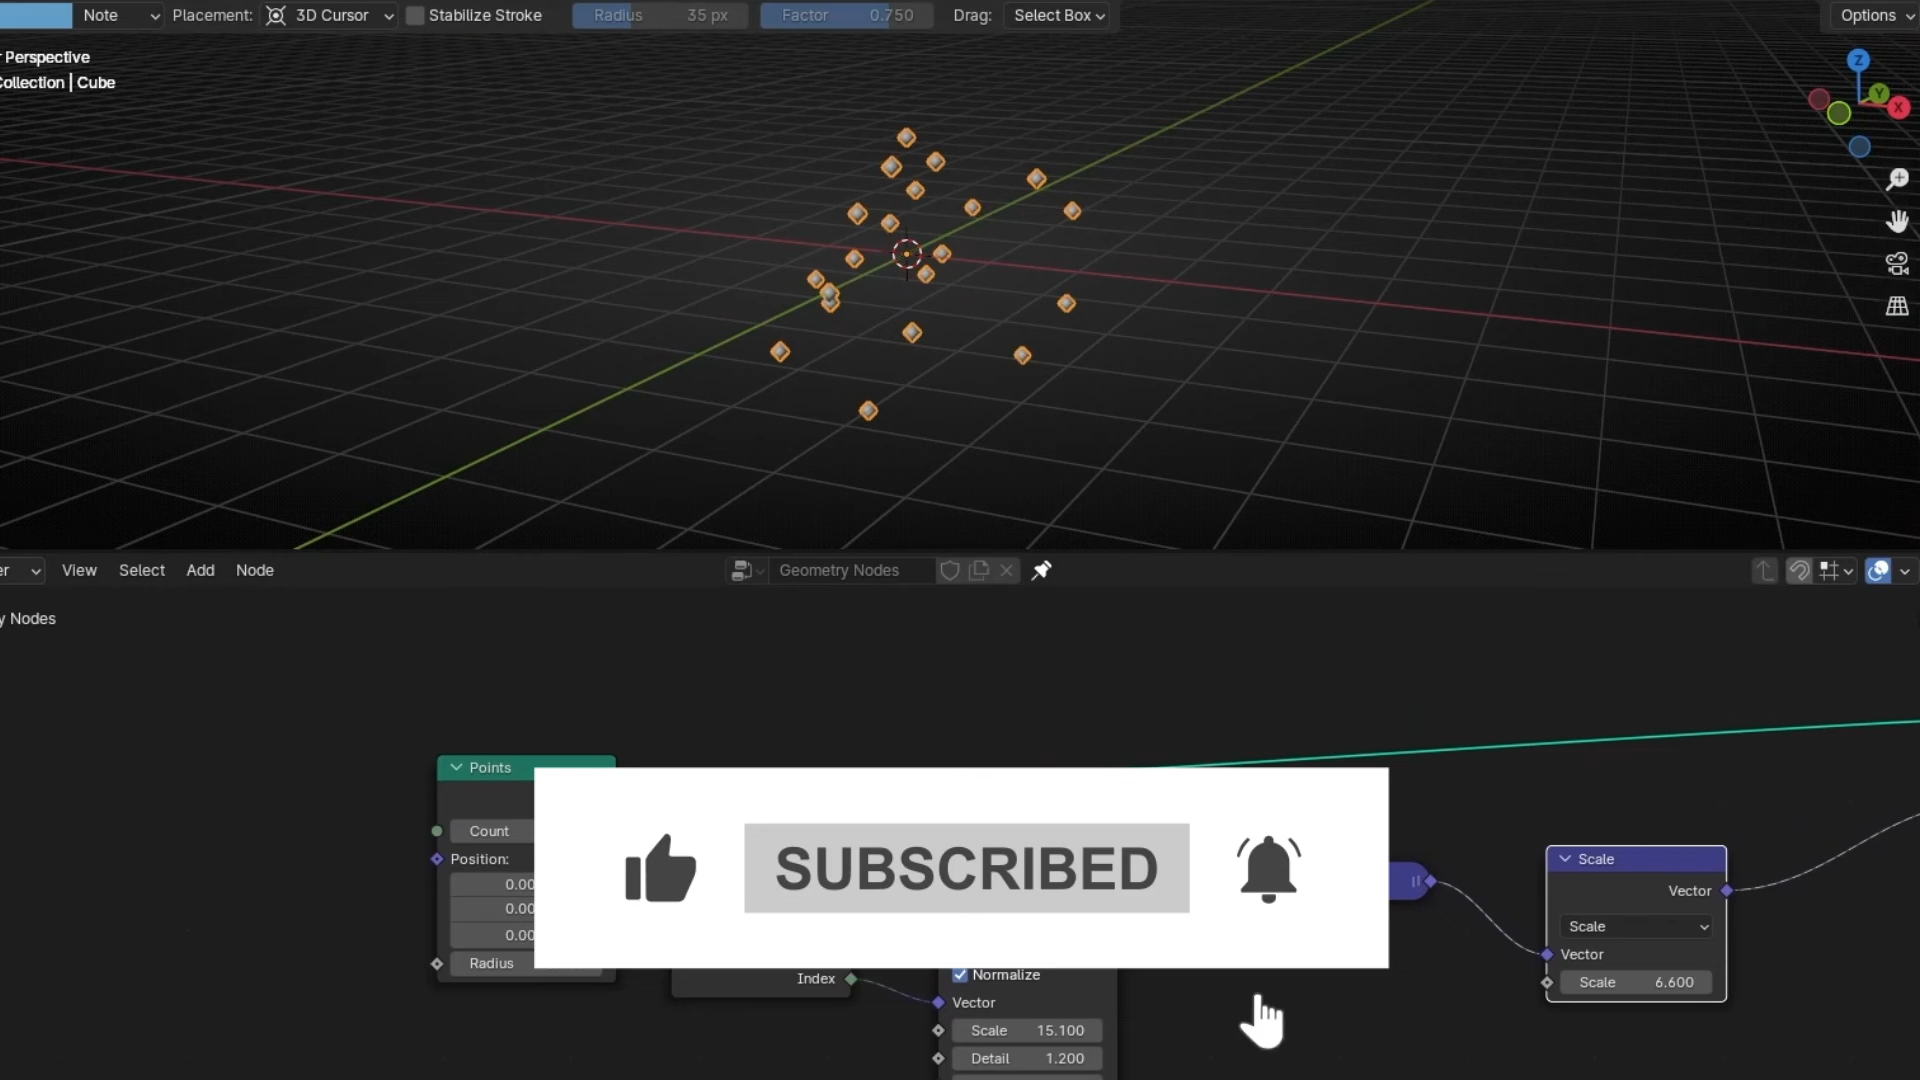 Note Placement: 3D Cursor Stabilize Stroke Radius 35 px Factor 0.750 Drag: Select Box Options
r Perspective
Collection | Cube
Z
Y
X
er View Select Add Node Geometry Nodes
y Nodes
Points
Count
Position:
0.00
0.00
0.00
Radius
SUBSCRIBED
Index
Normalize
Vector
Scale 15.100
Detail 1.200
Scale
Vector
Scale
Vector
Scale 6.600